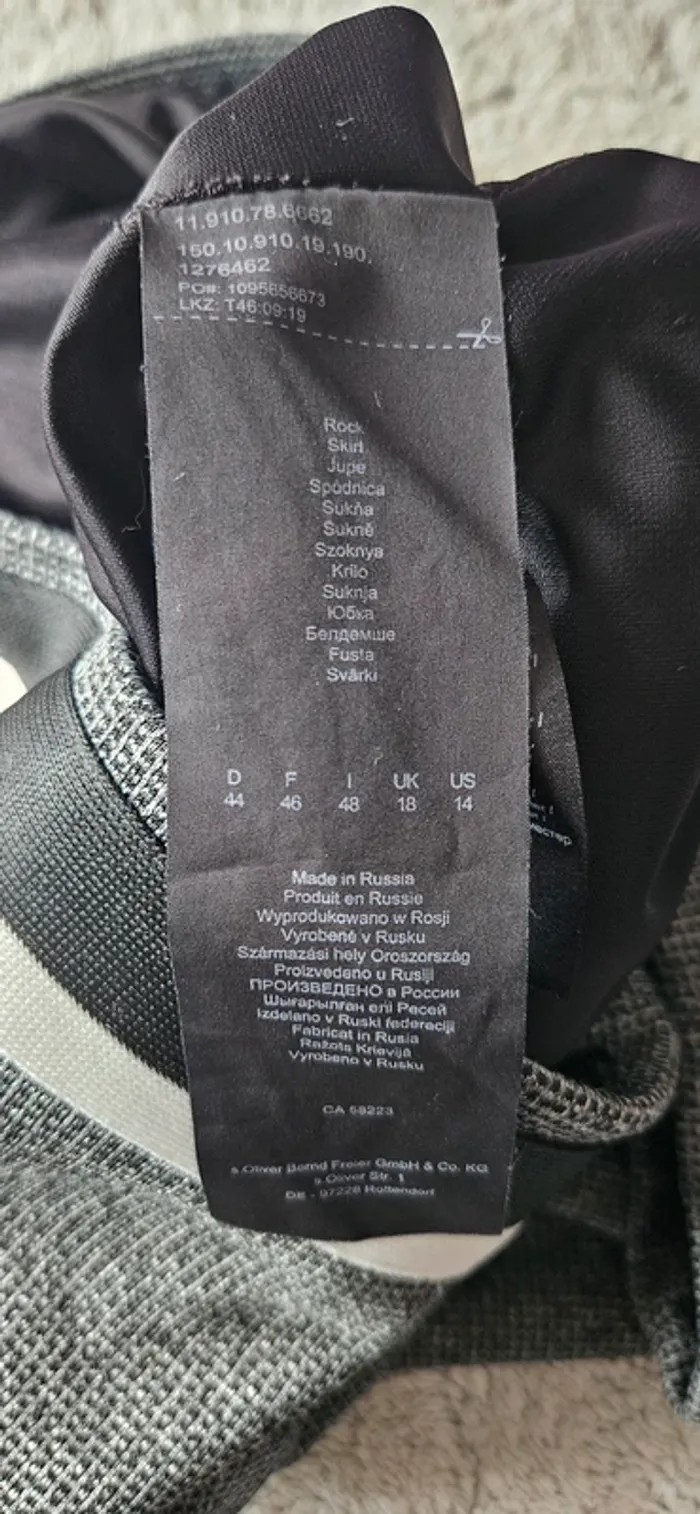 11.910.78.6662
150.10.910.19.190.
1276462
PO#: 1095656673
LKZ: T46:09:19
Rock
Skirt
Jupe
Spódnica
Sukňa
Sukně
Szoknya
Krilo
Suknja
Юбка
Белдемше
Fusta
Svārki
D F I UK US
44 46 48 18 14
Made in Russia
Produit en Russie
Wyprodukowano w Rosji
Vyrobené v Rusku
Származási hely Oroszország
Proizvedeno u Rusiji
ПРОИЗВЕДЕНО в России
Шығарылған елі Ресей
Izdelano v Ruski federaciji
Fabricat in Rusia
Ražots Krievijā
Vyrobeno v Rusku
CA 58223
s.Oliver Bernd Freier GmbH & Co. KG
s.Oliver Str. 1
DE - 97228 Rottendorf